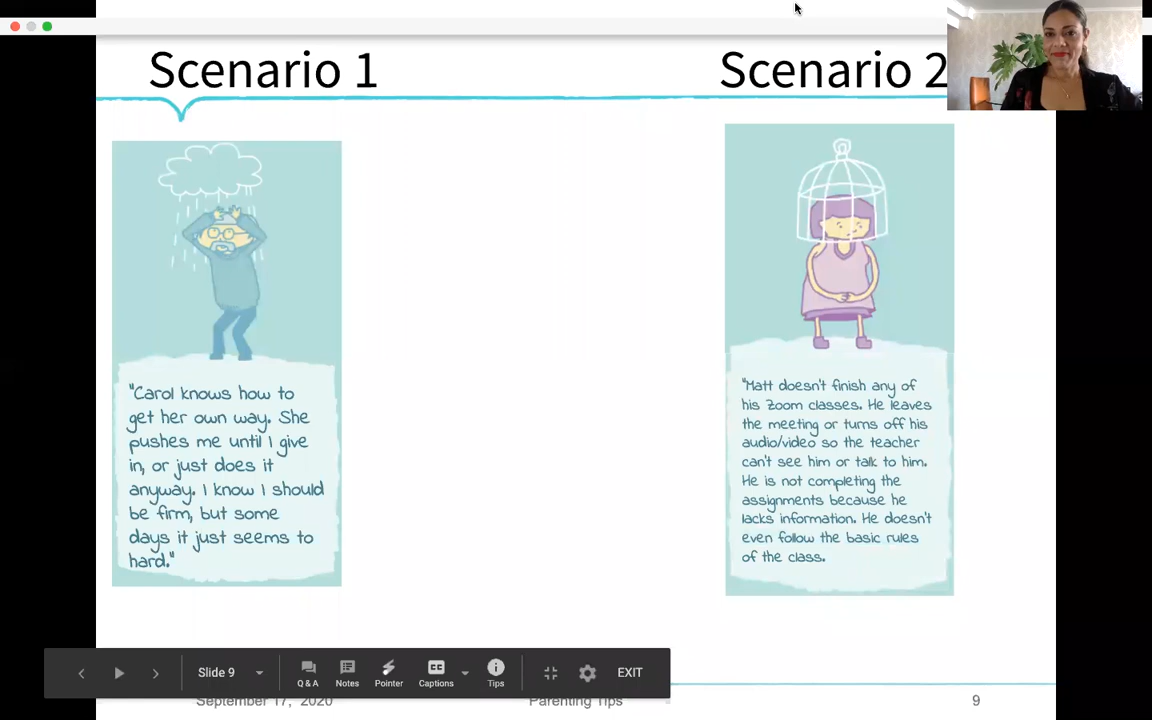 Scenario 1
Scenario 2
"Carol knows how to
get her own way. She
pushes me until I give
in, or just does it
anyway. I know I should
be firm, but some
days it just seems to
hard."
"Matt doesn't finish any of
his Zoom classes. He leaves
the meeting or turns off his
audio/video so the teacher
can't see him or talk to him.
He is not completing the
assignments because he
lacks information. He doesn't
even follow the basic rules
of the class.
Slide 9
Q & A
Notes
Pointer
CC
Captions
Tips
EXIT
September 17, 2020
Parenting Tips
9